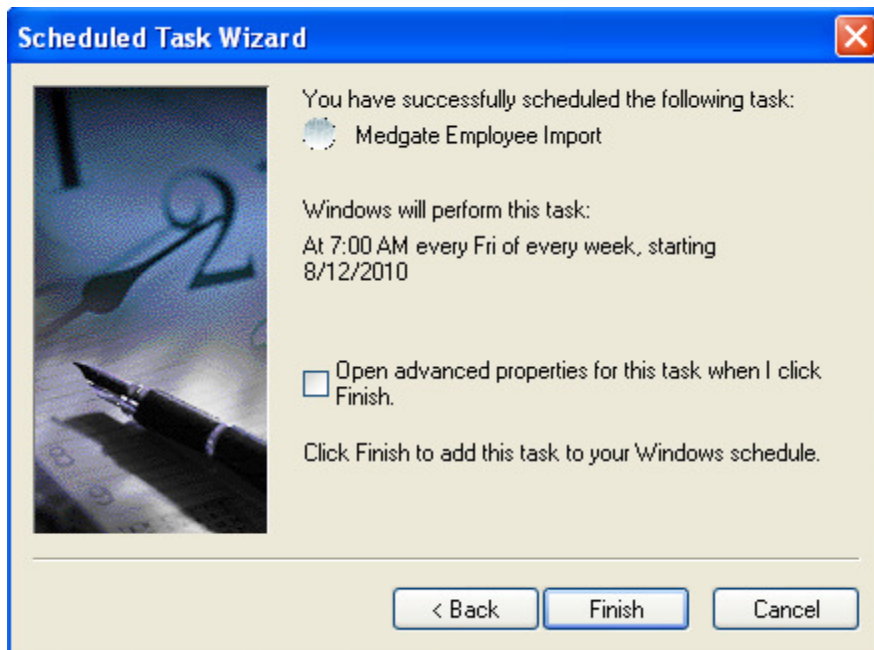 Scheduled Task Wizard
You have successfully scheduled the following task:
Medgate Employee Import
Windows will perform this task:
At 7:00 AM every Fri of every week, starting
8/12/2010
Open advanced properties for this task when I click
Finish.
Click Finish to add this task to your Windows schedule.
< Back
Finish
Cancel